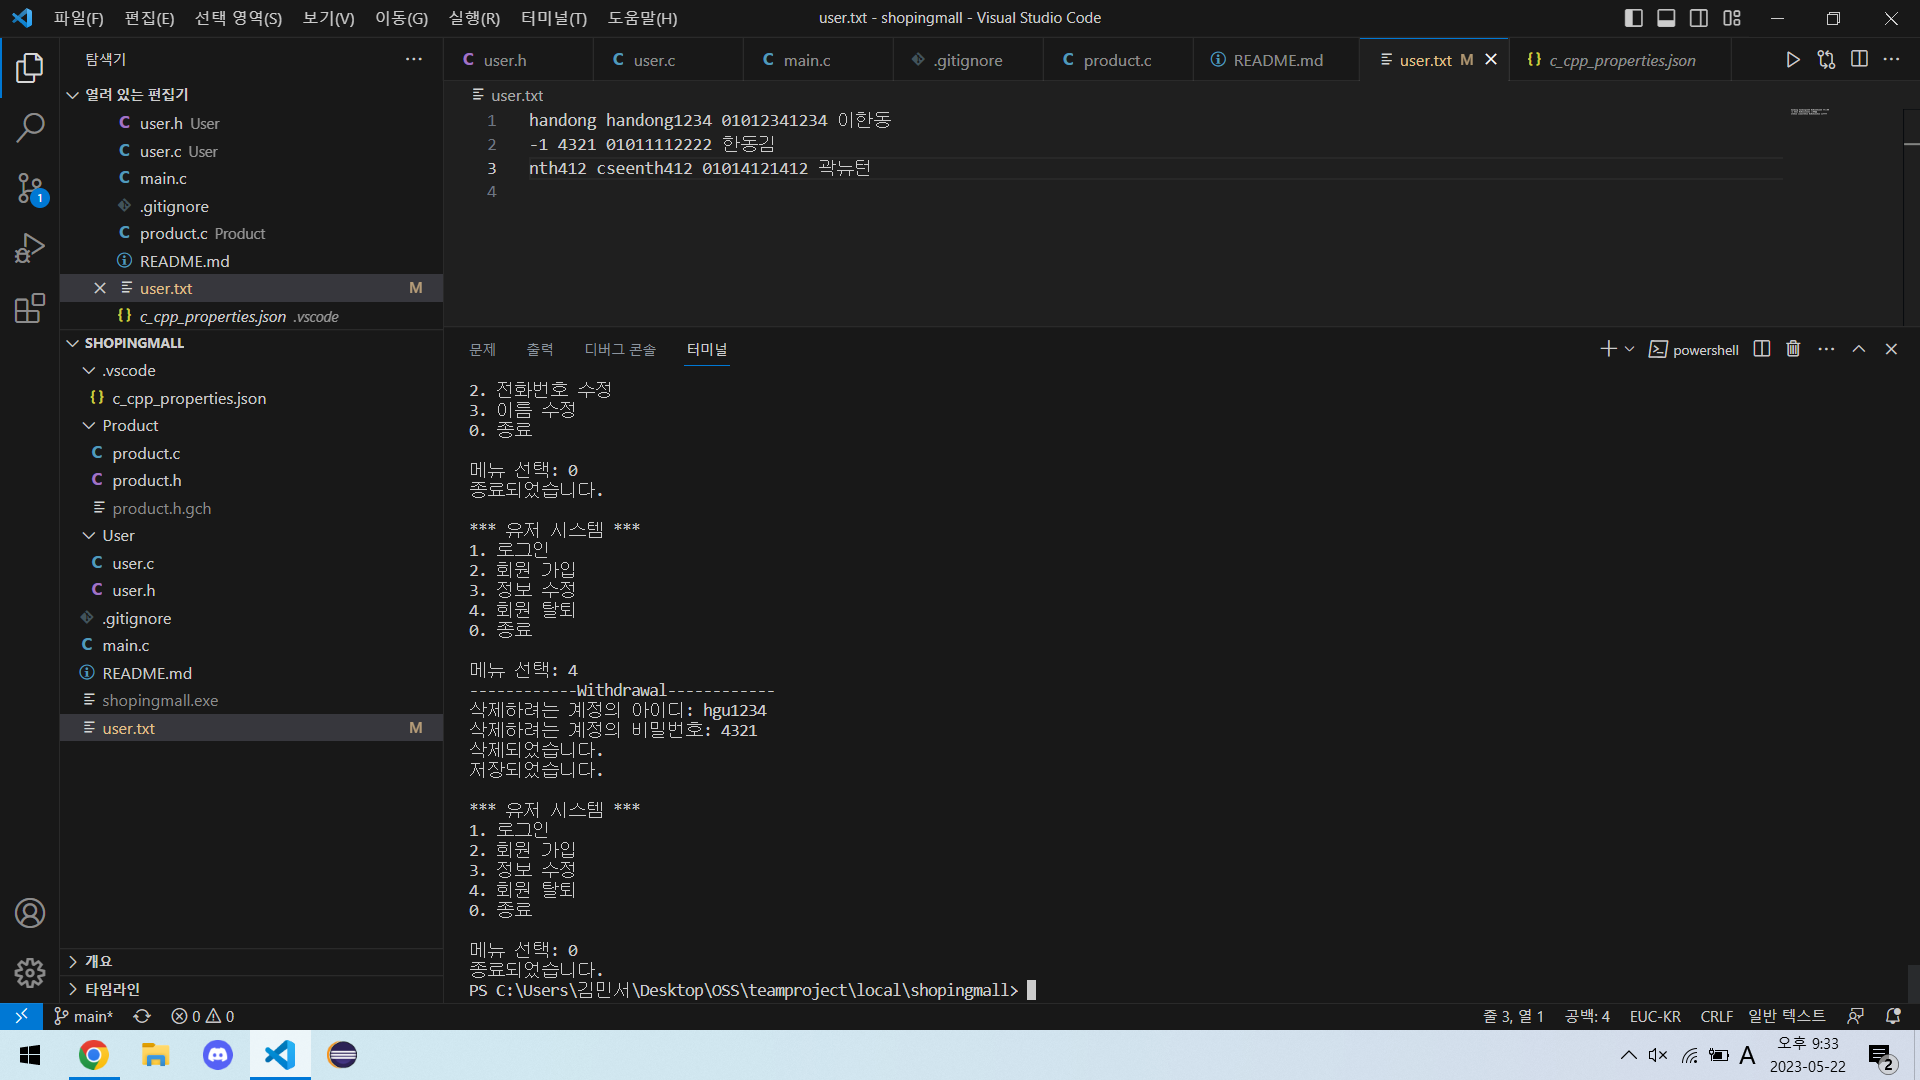 파일(F) 편집(E) 선택 영역(S) 보기(V) 이동(G) 실행(R) 터미널(T) 도움말(H)
user.txt - shopingmall - Visual Studio Code
탐색기
user.h
user.c
main.c
.gitignore
product.c
README.md
user.txt M
c_cpp_properties.json
열려 있는 편집기
user.h User
user.c User
main.c
.gitignore
product.c Product
README.md
user.txt M
c_cpp_properties.json .vscode
SHOPINGMALL
.vscode
c_cpp_properties.json
Product
product.c
product.h
product.h.gch
User
user.c
user.h
.gitignore
main.c
README.md
shopingmall.exe
user.txt M
개요
타임라인
user.txt
1 handong handong1234 01012341234 이한동
2 -1 4321 01011112222 한동김
3 nth412 cseenth412 01014121412 곽뉴턴
4
문제 출력 디버그 콘솔 터미널
powershell
2. 전화번호 수정
3. 이름 수정
0. 종료
메뉴 선택: 0
종료되었습니다.
*** 유저 시스템 ***
1. 로그인
2. 회원 가입
3. 정보 수정
4. 회원 탈퇴
0. 종료
메뉴 선택: 4
------------Withdrawal------------
삭제하려는 계정의 아이디: hgu1234
삭제하려는 계정의 비밀번호: 4321
삭제되었습니다.
저장되었습니다.
*** 유저 시스템 ***
1. 로그인
2. 회원 가입
3. 정보 수정
4. 회원 탈퇴
0. 종료
메뉴 선택: 0
종료되었습니다.
PS C:\Users\김민서\Desktop\OSS\teamproject\local\shopingmall>
1
main* 0 0
줄 3, 열 1 공백: 4 EUC-KR CRLF 일반 텍스트
A
오후 9:33
2023-05-22
2